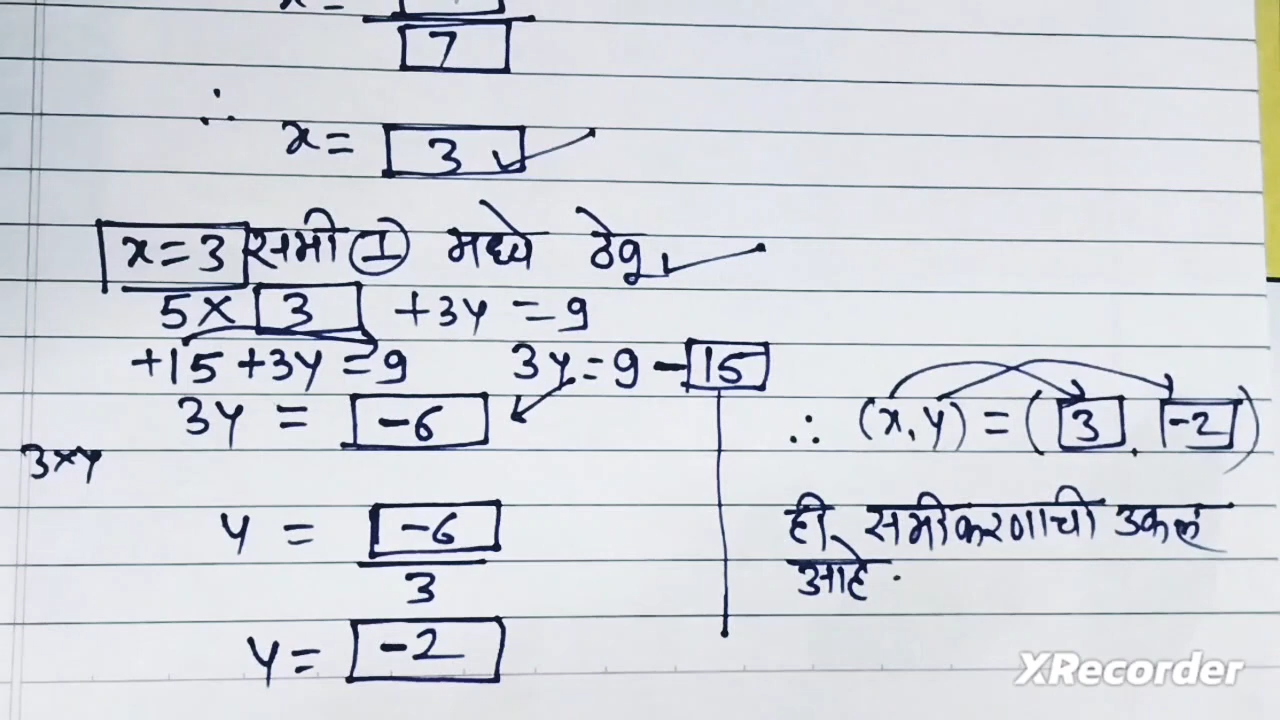 x=
7
∴ x = 3
x=3 समी I मध्ये ठेवू
5× 3 +3y = 9
+15 +3y = 9 3y = 9 - 15
3y = -6
3×y
y = -6
3
y = -2
∴ (x, y) = ( 3 , -2 )
ही समीकरणाची उकल
आहे.
XRecorder